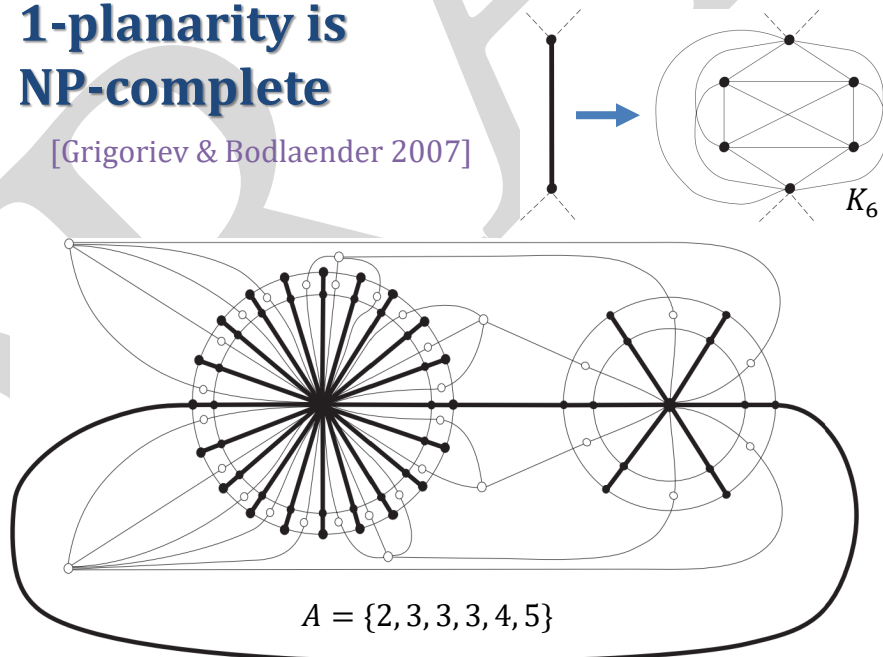 1-planarity is
NP-complete
[Grigoriev & Bodlaender 2007]
K₆
A = {2, 3, 3, 3, 4, 5}